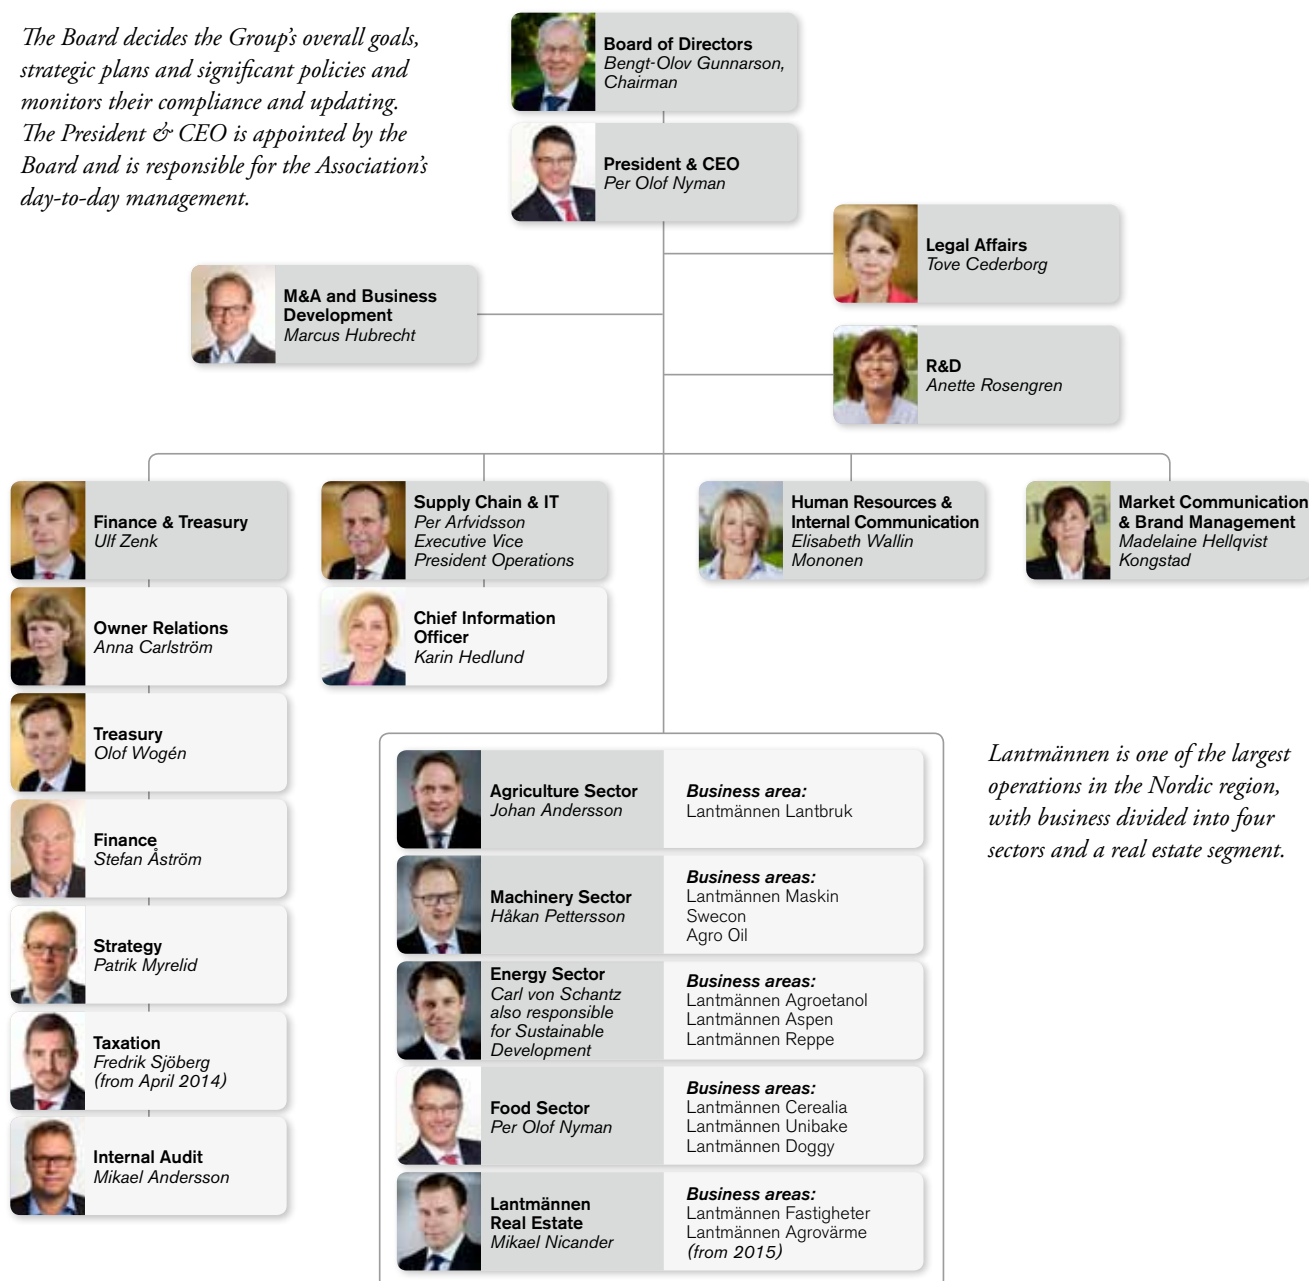 The Board decides the Group's overall goals,
strategic plans and significant policies and
monitors their compliance and updating.
The President & CEO is appointed by the
Board and is responsible for the Association's
day-to-day management.
Board of Directors
Bengt-Olov Gunnarson,
Chairman
President & CEO
Per Olof Nyman
Legal Affairs
Tove Cederborg
M&A and Business
Development
Marcus Hubrecht
R&D
Anette Rosengren
Finance & Treasury
Ulf Zenk
Supply Chain & IT
Per Arfvidsson
Executive Vice
President Operations
Human Resources &
Internal Communication
Elisabeth Wallin
Mononen
Market Communication
& Brand Management
Madelaine Hellqvist
Kongstad
Owner Relations
Anna Carlström
Chief Information
Officer
Karin Hedlund
Treasury
Olof Wogén
Finance
Stefan Åström
Strategy
Patrik Myrelid
Taxation
Fredrik Sjöberg
(from April 2014)
Internal Audit
Mikael Andersson
Agriculture Sector
Johan Andersson
Business area:
Lantmännen Lantbruk
Machinery Sector
Håkan Pettersson
Business areas:
Lantmännen Maskin
Swecon
Agro Oil
Energy Sector
Carl von Schantz
also responsible
for Sustainable
Development
Business areas:
Lantmännen Agroetanol
Lantmännen Aspen
Lantmännen Reppe
Food Sector
Per Olof Nyman
Business areas:
Lantmännen Cerealia
Lantmännen Unibake
Lantmännen Doggy
Lantmännen
Real Estate
Mikael Nicander
Business areas:
Lantmännen Fastigheter
Lantmännen Agrovärme
(from 2015)
Lantmännen is one of the largest
operations in the Nordic region,
with business divided into four
sectors and a real estate segment.